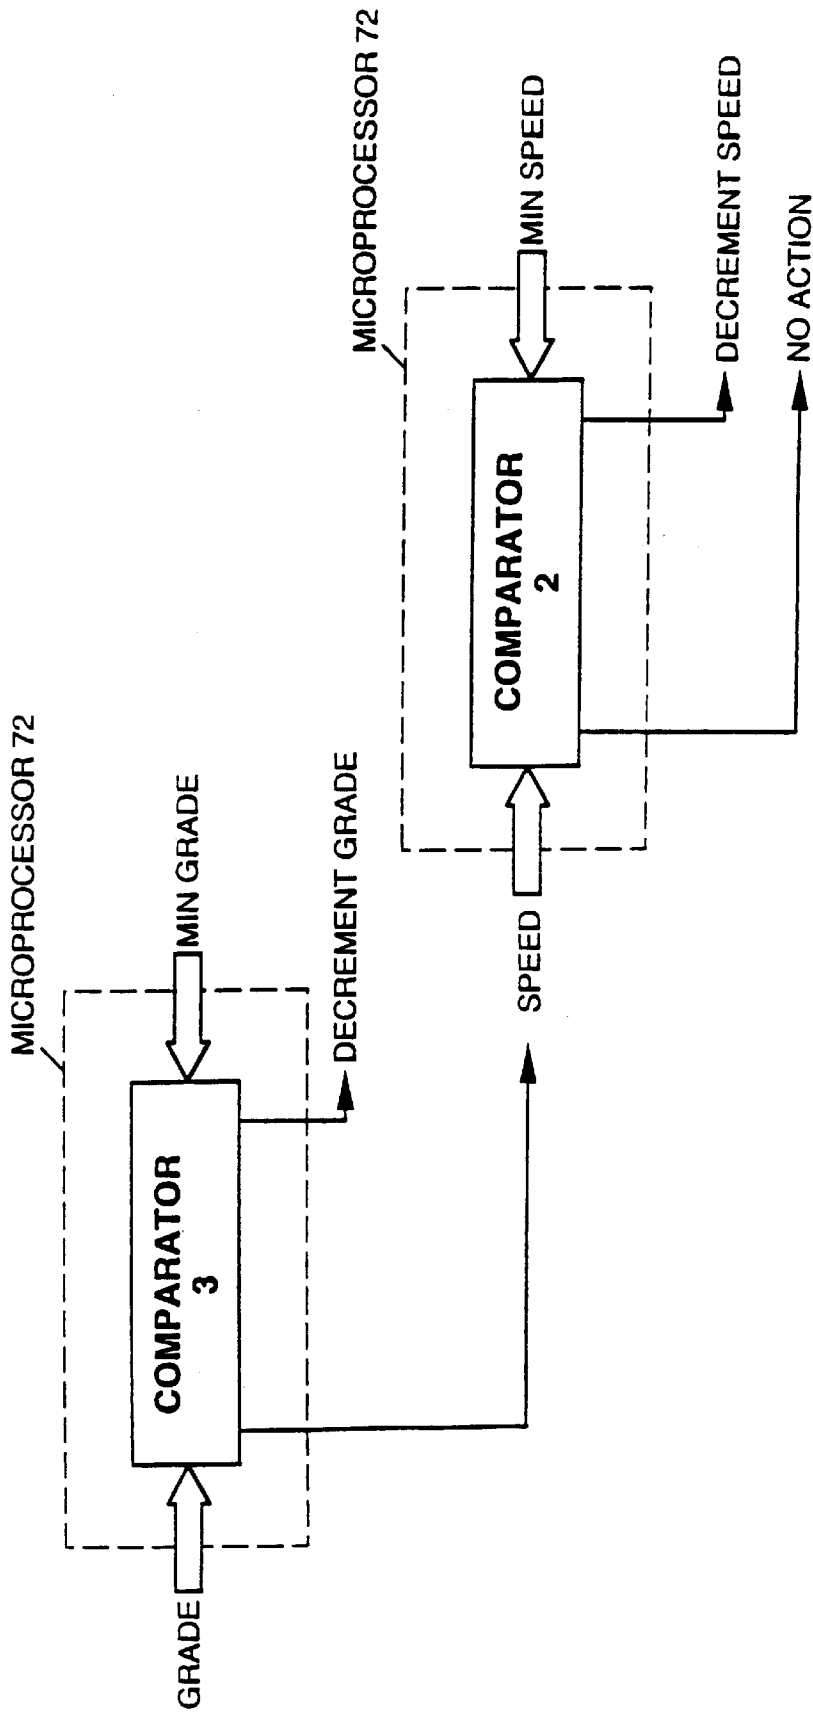 MICROPROCESSOR 72
GRADE
COMPARATOR
3
MIN GRADE
DECREMENT GRADE
MICROPROCESSOR 72
SPEED
COMPARATOR
2
MIN SPEED
DECREMENT SPEED
NO ACTION